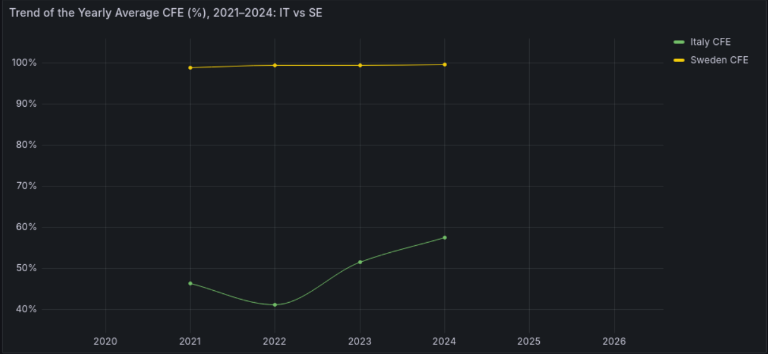 Trend of the Yearly Average CFE (%), 2021–2024: IT vs SE
Italy CFE
Sweden CFE
100%
90%
80%
70%
60%
50%
40%
2020 2021 2022 2023 2024 2025 2026